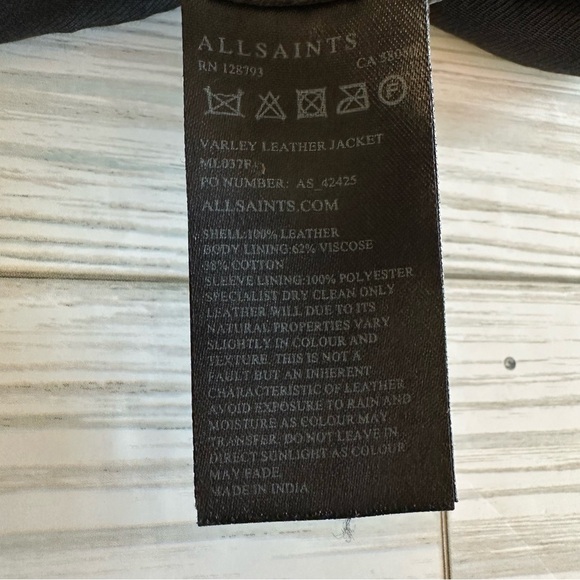 ALLSAINTS
RN 128793 CA 580
F
VARLEY LEATHER JACKET
ML037F
PO NUMBER: AS_42425
ALLSAINTS.COM
SHELL:100% LEATHER
BODY LINING:62% VISCOSE
38% COTTON
SLEEVE LINING:100% POLYESTER
SPECIALIST DRY CLEAN ONLY
LEATHER WILL DUE TO ITS
NATURAL PROPERTIES VARY
SLIGHTLY IN COLOUR AND
TEXTURE. THIS IS NOT A
FAULT BUT AN INHERENT
CHARACTERISTIC OF LEATHER
AVOID EXPOSURE TO RAIN AND
MOISTURE AS COLOUR MAY
TRANSFER. DO NOT LEAVE IN
DIRECT SUNLIGHT AS COLOUR
MAY FADE.
MADE IN INDIA